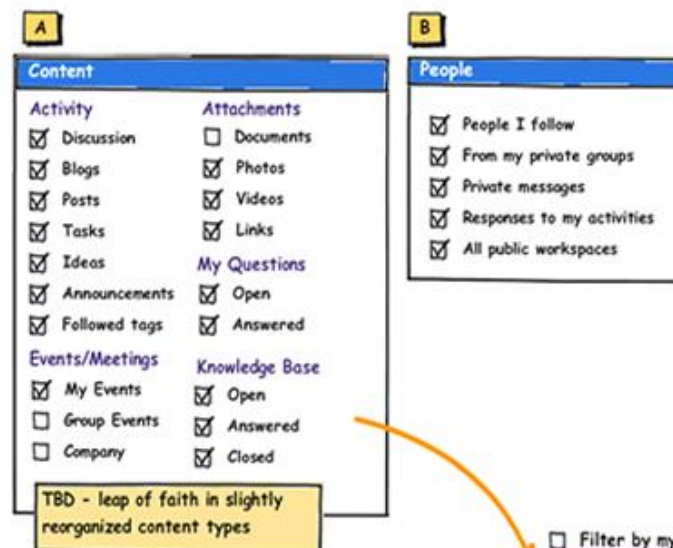 A
Content
Activity
Discussion
Blogs
Posts
Tasks
Ideas
Announcements
Followed tags
Events/Meetings
My Events
Group Events
Company
Attachments
Documents
Photos
Videos
Links
My Questions
Open
Answered
Knowledge Base
Open
Answered
Closed
TBD - leap of faith in slightly
reorganized content types
B
People
People I follow
From my private groups
Private messages
Responses to my activities
All public workspaces
Filter by my